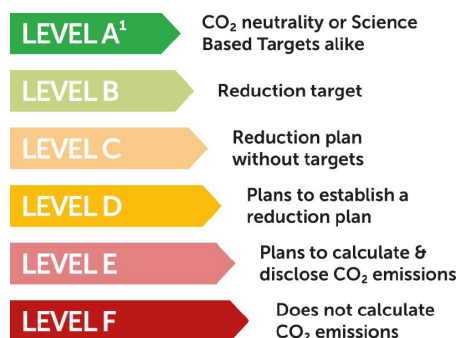 LEVEL A¹
CO₂ neutrality or Science
Based Targets alike
LEVEL B
Reduction target
LEVEL C
Reduction plan
without targets
LEVEL D
Plans to establish a
reduction plan
LEVEL E
Plans to calculate &
disclose CO₂ emissions
LEVEL F
Does not calculate
CO₂ emissions